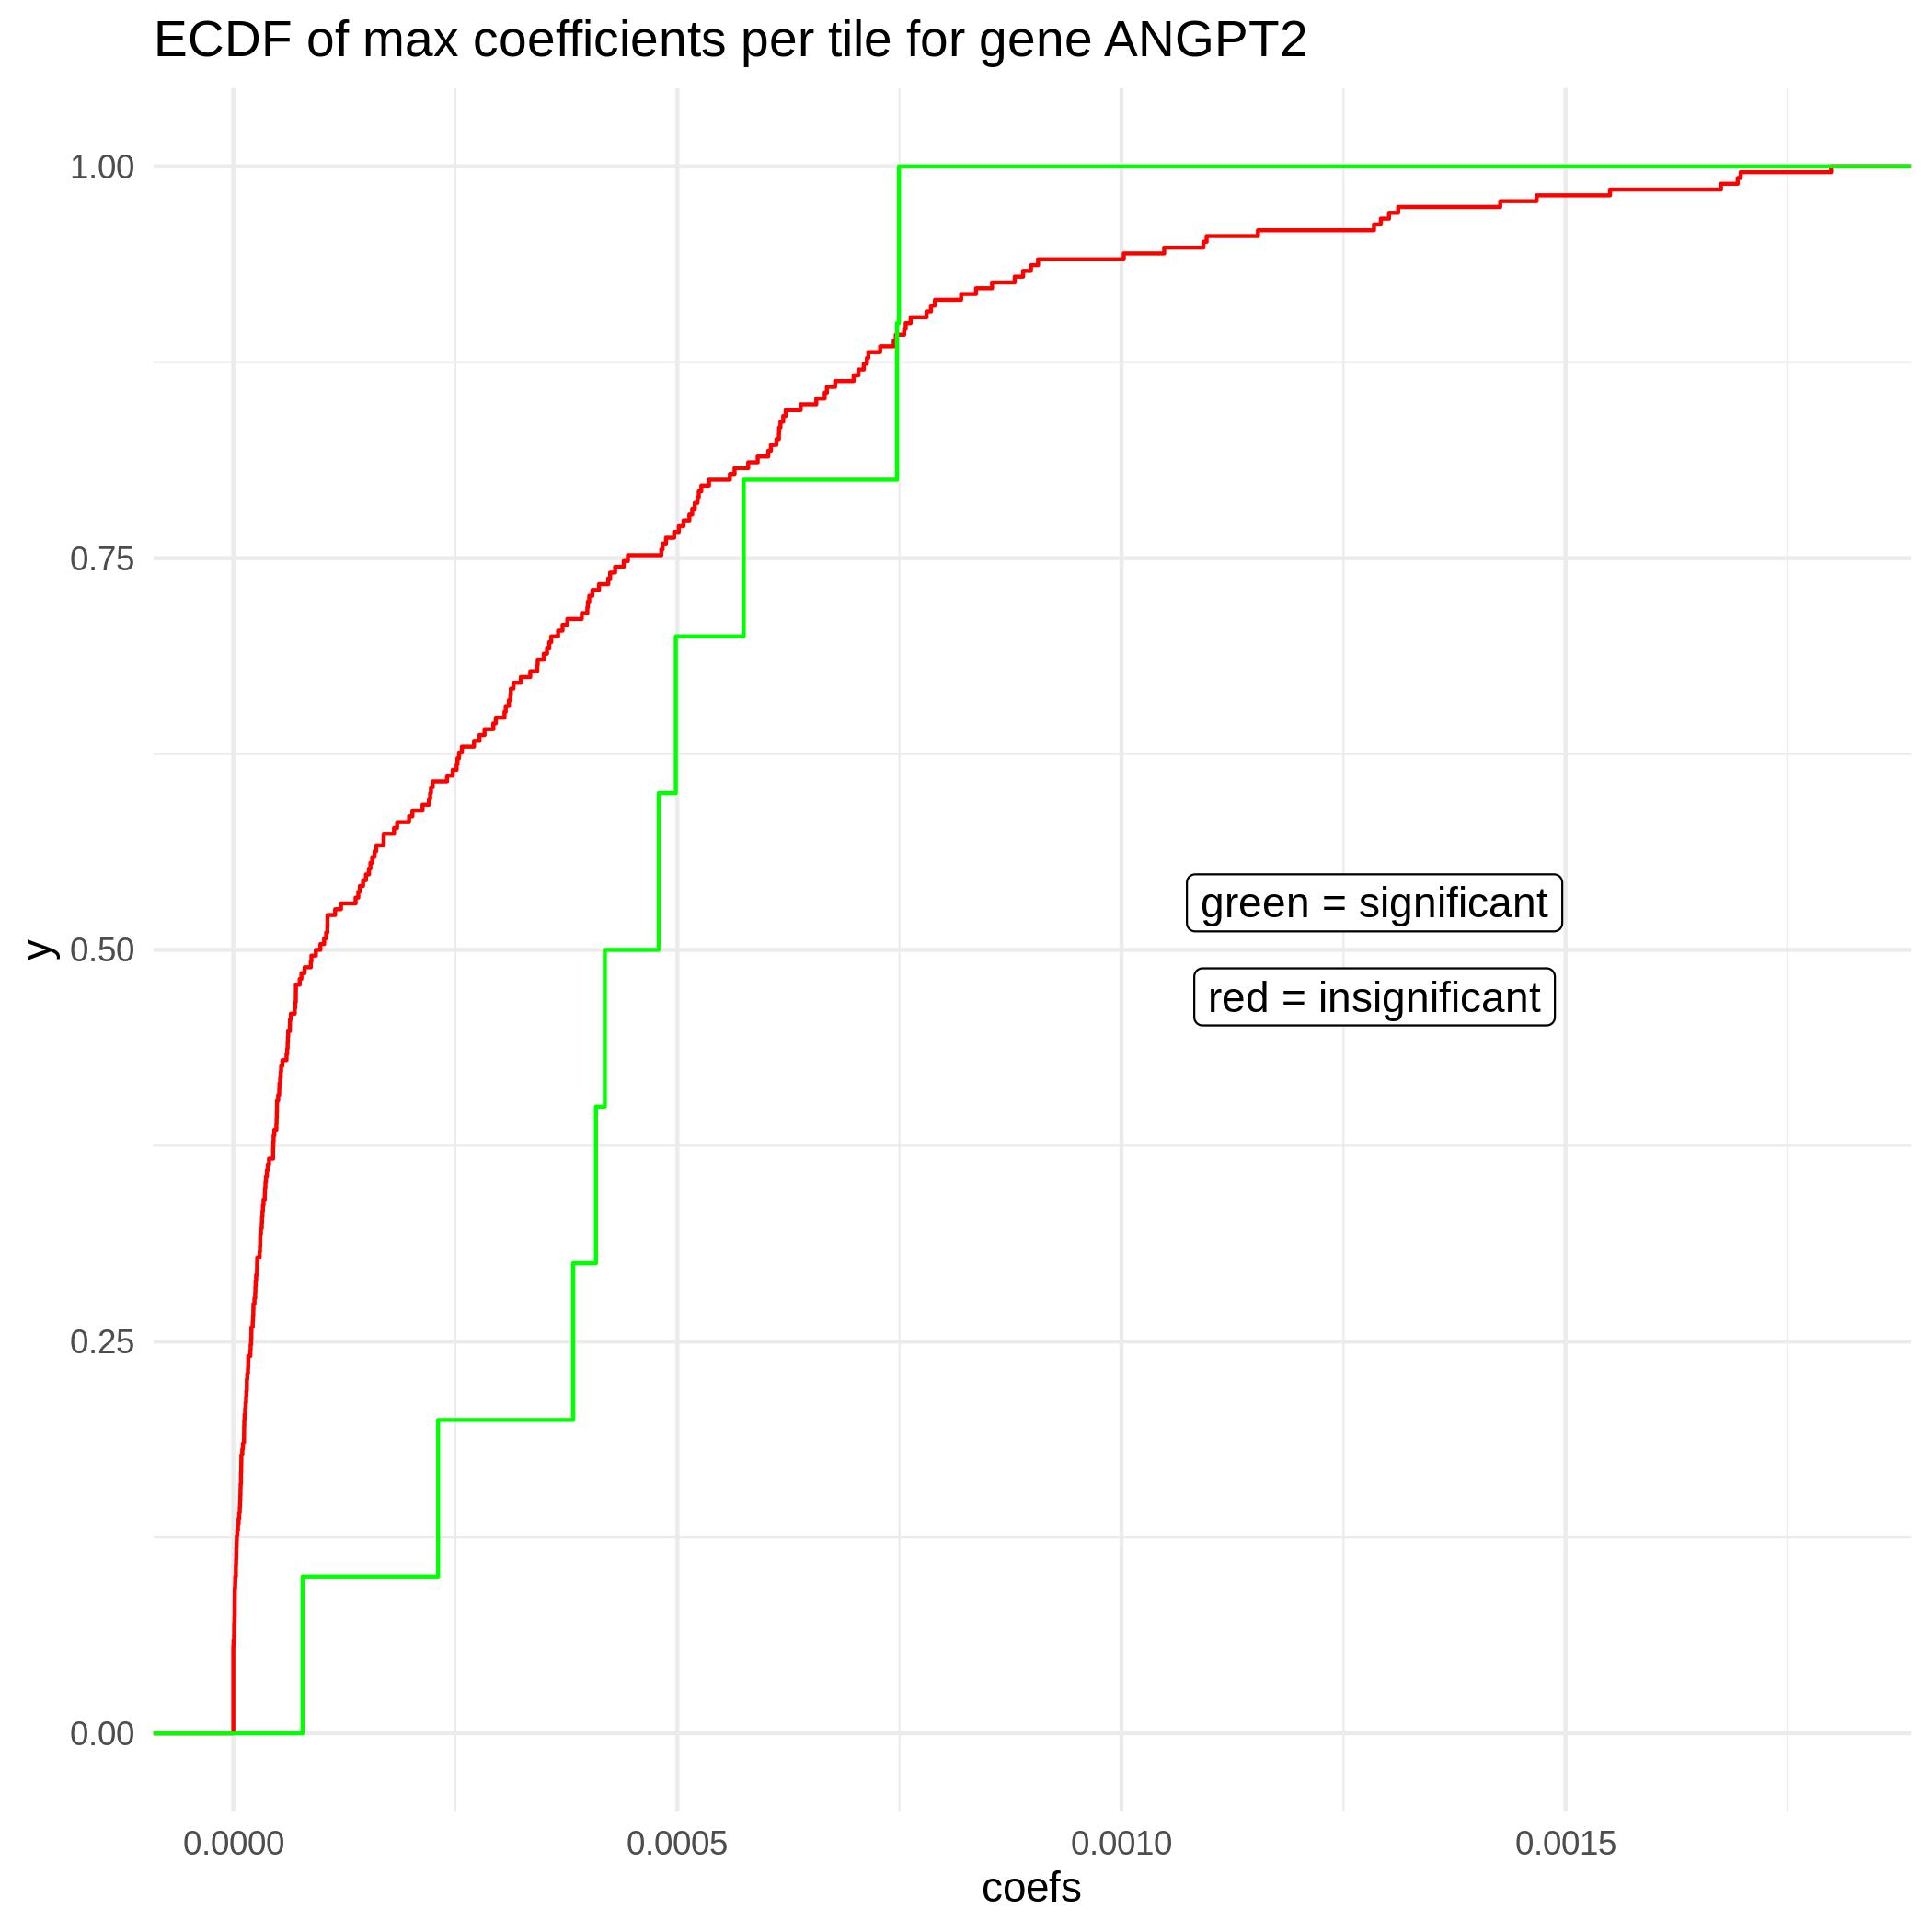 ECDF of max coefficients per tile for gene ANGPT2
1.00
0.75
0.50
0.25
0.00
y
green = significant
red = insignificant
0.0000
0.0005
0.0010
0.0015
coefs